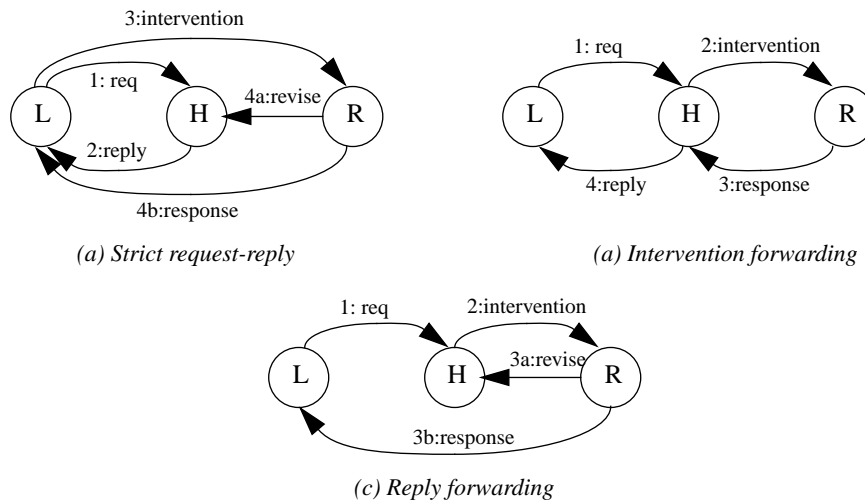 3:intervention
1: req
4a:revise
L
H
R
2:reply
4b:response
(a) Strict request-reply
1: req
2:intervention
L
H
R
4:reply
3:response
(a) Intervention forwarding
1: req
2:intervention
3a:revise
L
H
R
3b:response
(c) Reply forwarding